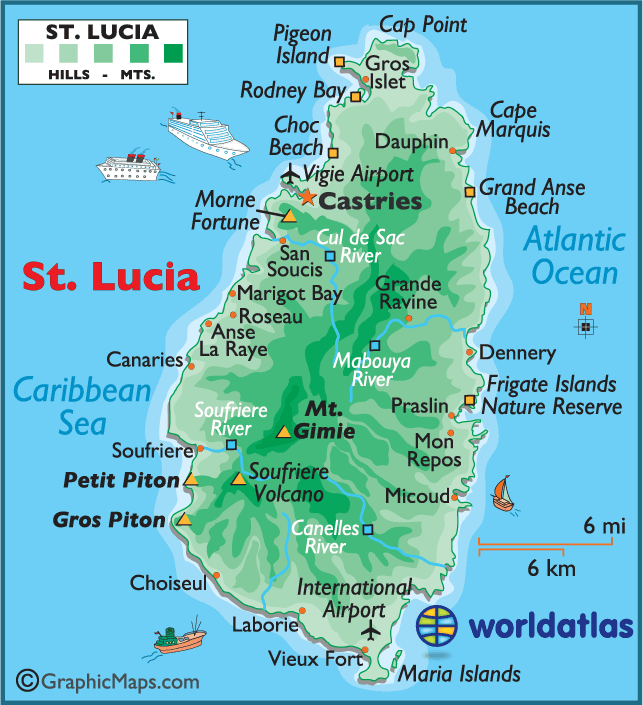 ST. LUCIA
HILLS - MTS.
Cap Point
Pigeon
Island
Gros
Islet
Rodney Bay
Cape
Marquis
Choc
Beach
Dauphin
Vigie Airport
Castries
Grand Anse
Beach
Morne
Fortune
Cul de Sac
River
San
Soucis
Atlantic
Ocean
St. Lucia
Marigot Bay
Grande
Ravine
N
Roseau
Anse
La Raye
Canaries
Mabouya
River
Dennery
Caribbean
Sea
Frigate Islands
Nature Reserve
Soufriere
River
Mt.
Gimie
Praslin
Mon
Repos
Soufriere
Petit Piton
Soufriere
Volcano
Micoud
Gros Piton
Canelles
River
6 mi
6 km
Choiseul
International
Airport
Laborie
worldatlas
Vieux Fort
Maria Islands
©GraphicMaps.com